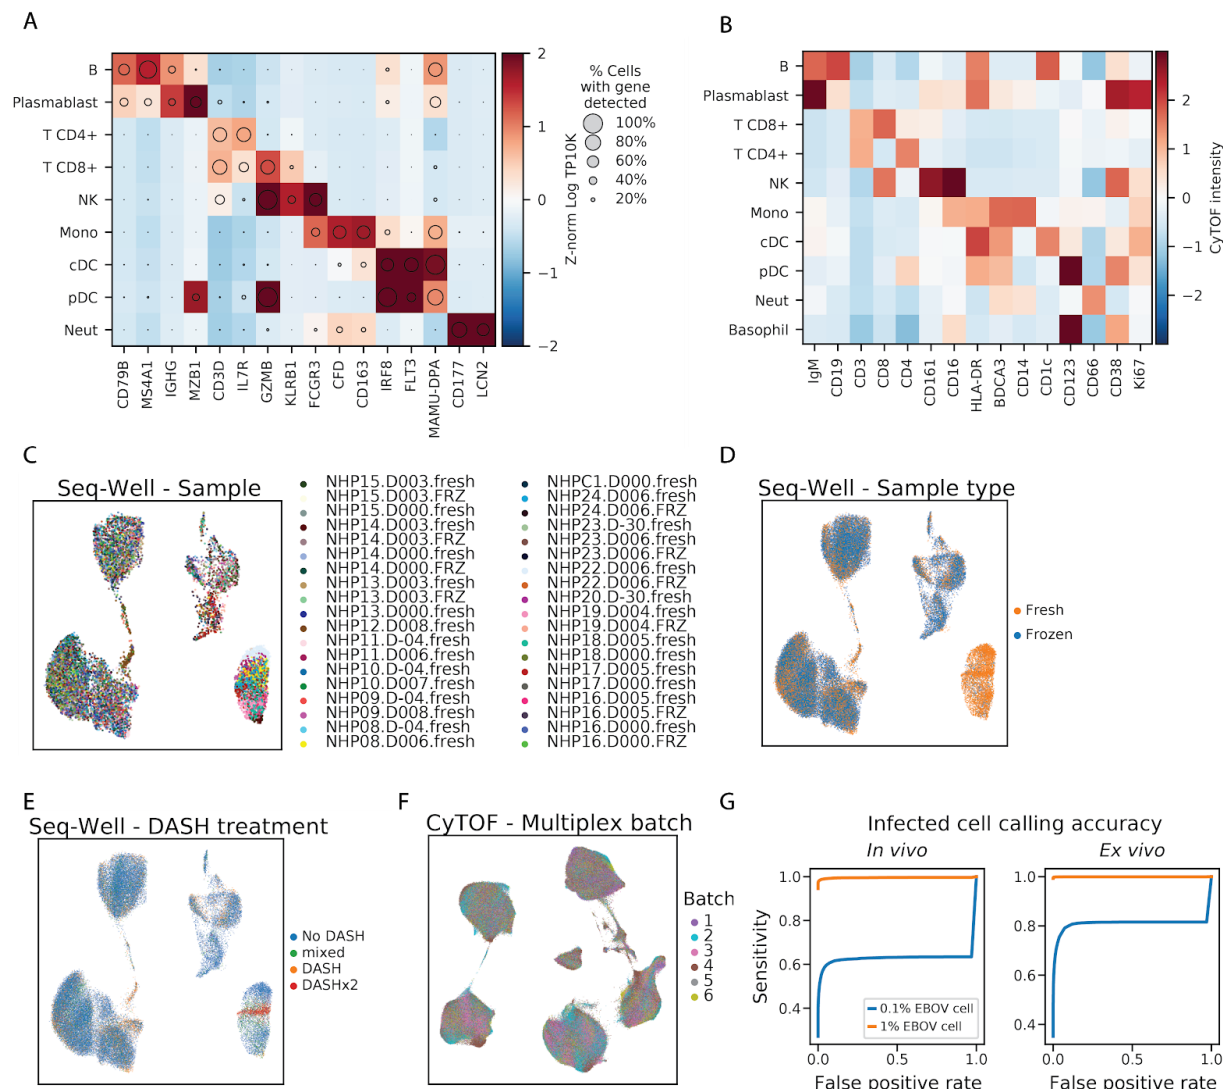 A
B
Plasmablast
T CD4+
T CD8+
NK
Mono
cDC
pDC
Neut
CD79B
MS4A1
IGHG
MZB1
CD3D
IL7R
GZMB
KLRB1
FCGR3
CFD
CD163
IRF8
FLT3
MAMU-DPA
CD177
LCN2
2
1
0
−1
−2
Z-norm Log TP10K
% Cells
with gene
detected
100%
80%
60%
40%
20%
B
B
Plasmablast
T CD8+
T CD4+
NK
Mono
cDC
pDC
Neut
Basophil
IgM
CD19
CD3
CD8
CD4
CD161
CD16
HLA-DR
BDCA3
CD14
CD1c
CD123
CD66
CD38
Ki67
2
1
0
−1
−2
CyTOF intensity
C
Seq-Well - Sample
NHP15.D003.fresh
NHP15.D003.FRZ
NHP15.D000.fresh
NHP14.D003.fresh
NHP14.D003.FRZ
NHP14.D000.fresh
NHP14.D000.FRZ
NHP13.D003.fresh
NHP13.D003.FRZ
NHP13.D000.fresh
NHP12.D008.fresh
NHP11.D-04.fresh
NHP11.D006.fresh
NHP10.D-04.fresh
NHP10.D007.fresh
NHP09.D-04.fresh
NHP09.D008.fresh
NHP08.D-04.fresh
NHP08.D006.fresh
NHPC1.D000.fresh
NHP24.D006.fresh
NHP24.D006.FRZ
NHP23.D-30.fresh
NHP23.D006.fresh
NHP23.D006.FRZ
NHP22.D006.fresh
NHP22.D006.FRZ
NHP20.D-30.fresh
NHP19.D004.fresh
NHP19.D004.FRZ
NHP18.D005.fresh
NHP18.D000.fresh
NHP17.D005.fresh
NHP17.D000.fresh
NHP16.D005.fresh
NHP16.D005.FRZ
NHP16.D000.fresh
NHP16.D000.FRZ
D
Seq-Well - Sample type
Fresh
Frozen
E
Seq-Well - DASH treatment
No DASH
mixed
DASH
DASHx2
F
CyTOF - Multiplex batch
Batch
1
2
3
4
5
6
G
Infected cell calling accuracy
In vivo
Ex vivo
Sensitivity
1.0
0.8
0.6
0.4
0.0
0.5
1.0
False positive rate
0.1% EBOV cell
1% EBOV cell
1.0
0.8
0.6
0.4
0.0
0.5
1.0
False positive rate